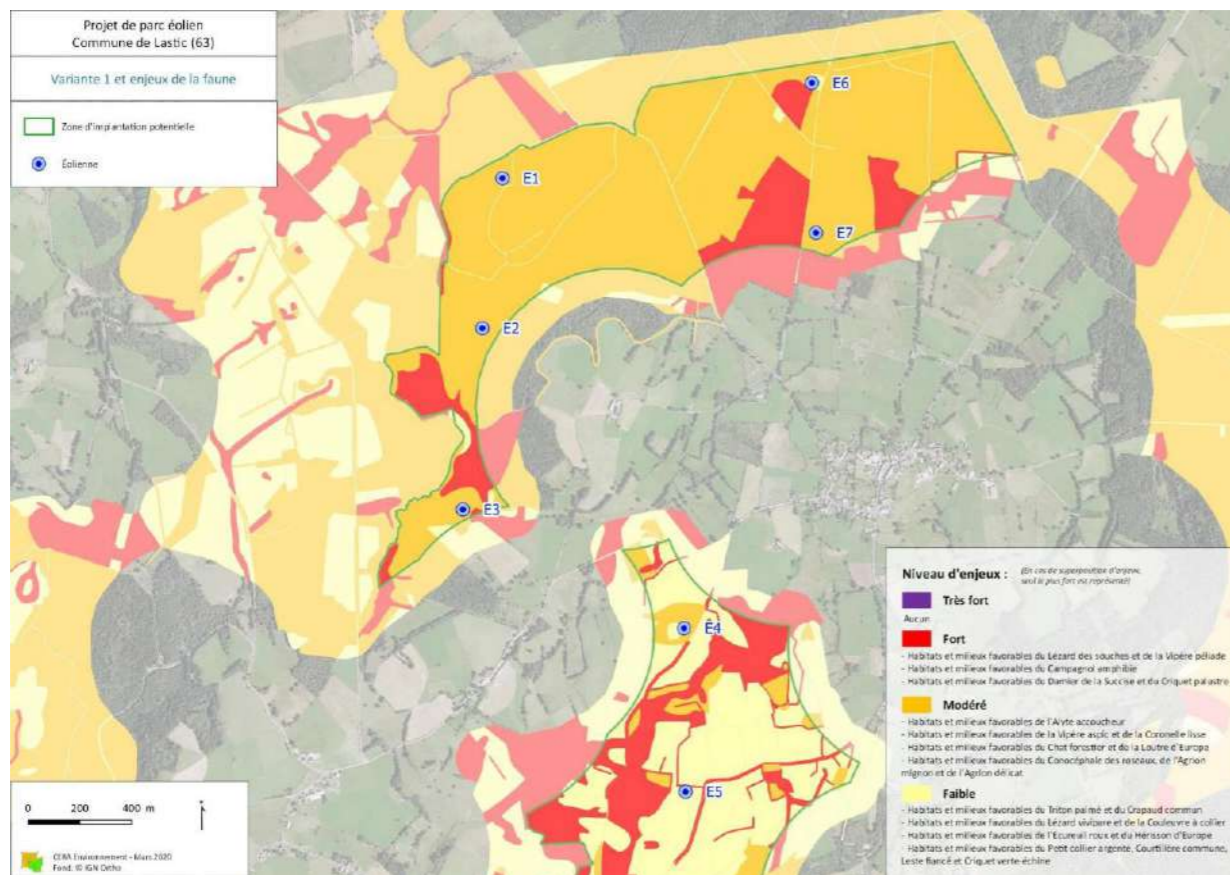 Projet de parc éolien
Commune de Lastic (63)
Variante 1 et enjeux de la faune
Zone d'implantation potentielle
Éolienne
E6
E1
E7
E2
E3
E4
E5
Niveau d'enjeux :
(En cas de superposition d'enjeu,
seul le plus fort est représenté)
Très fort
Aucun
Fort
- Habitats et milieux favorables du Lézard des souches et de la Vipère péliade
- Habitats et milieux favorables du Campagnol amphibie
- Habitats et milieux favorables du Damier de la Succise et du Criquet palustre
Modéré
- Habitats et milieux favorables de l'Alyte accoucheur
- Habitats et milieux favorables de la Vipère aspic et de la Coronelle lisse
- Habitats et milieux favorables du Chat forestier et de la Loutre d'Europe
- Habitats et milieux favorables du Conocéphale des roseaux, de l'Agrion
mignon et de l'Agrion délicat
Faible
- Habitats et milieux favorables du Triton palmé et du Crapaud commun
- Habitats et milieux favorables du Lézard vivipare et de la Couleuvre à collier
- Habitats et milieux favorables de l'Ecureuil roux et du Hérisson d'Europe
- Habitats et milieux favorables du Petit collier argenté, Courtilière commune,
Leste fiancé et Criquet verte-échine
0 200 400 m
CERA Environnement - Mars 2020
Fond. © IGN Ortho